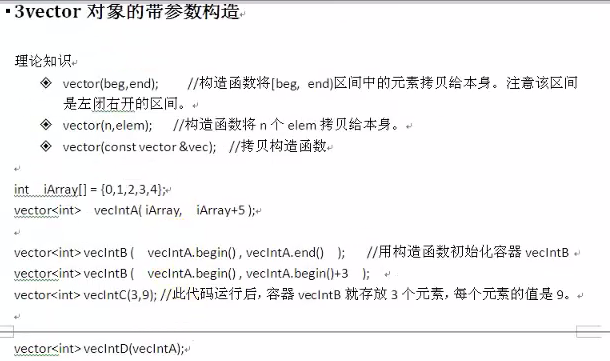 3vector 对象的带参数构造
理论知识
vector(beg,end); //构造函数将[beg, end)区间中的元素拷贝给本身。注意该区间
是左闭右开的区间。
vector(n,elem); //构造函数将 n 个 elem 拷贝给本身。
vector(const vector &vec); //拷贝构造函数
int iArray[] = {0,1,2,3,4};
vector<int> vecIntA( iArray, iArray+5 );
vector<int> vecIntB ( vecIntA.begin() , vecIntA.end() ); //用构造函数初始化容器 vecIntB
vector<int> vecIntB ( vecIntA.begin() , vecIntA.begin()+3 );
vector<int> vecIntC(3,9); //此代码运行后，容器 vecIntB 就存放 3 个元素，每个元素的值是 9。
vector<int> vecIntD(vecIntA);